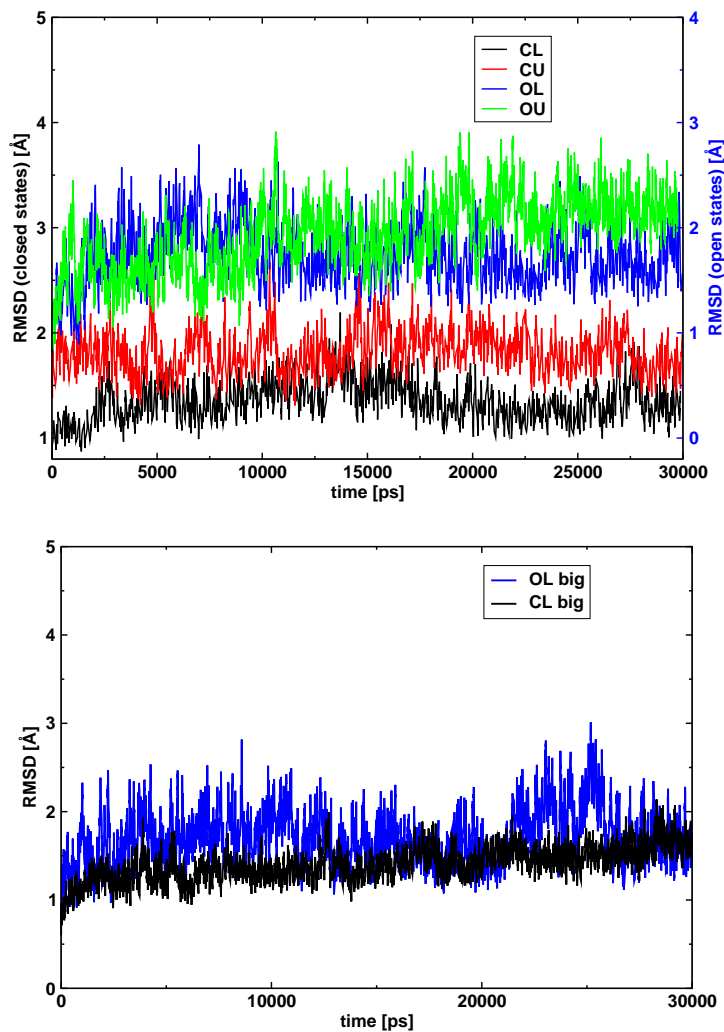 5
4
3
2
1
RMSD (closed states) [Å]
4
3
2
1
0
RMSD (open states) [Å]
CL
CU
OL
OU
0 5000 10000 15000 20000 25000 30000
time [ps]
5
4
3
2
1
0
RMSD [Å]
OL big
CL big
0 10000 20000 30000
time [ps]